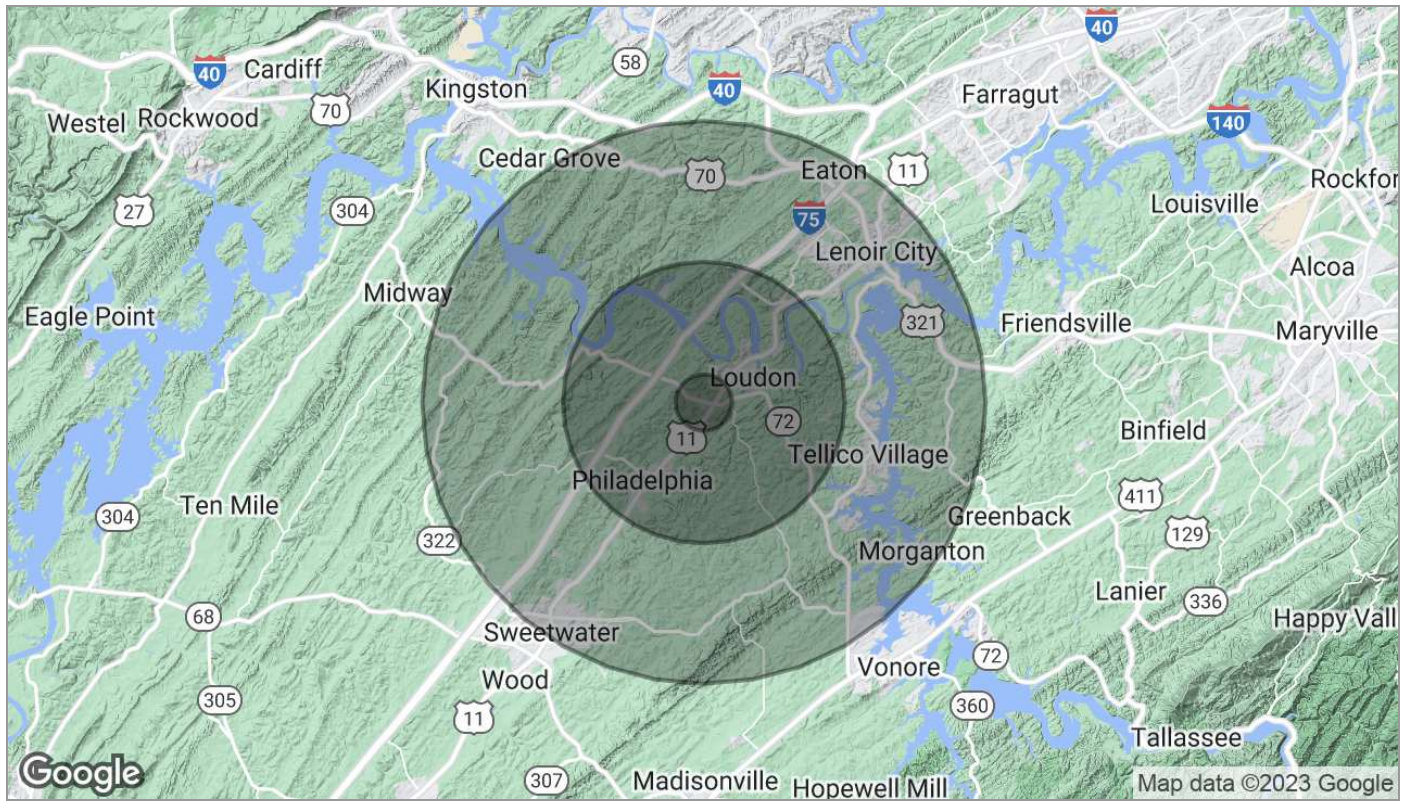 40
58
40
Cardiff
Kingston
40
Farragut
70
Westel
Rockwood
140
Cedar Grove
70
Eaton
11
Rockfor
27
304
75
Louisville
Lenoir City
Alcoa
Midway
Eagle Point
321
Friendsville
Maryville
Loudon
72
11
Binfield
Tellico Village
Philadelphia
411
Ten Mile
304
Greenback
129
322
Morganton
Lanier
336
68
Sweetwater
Happy Vall
72
Vonore
Wood
305
11
360
Tallassee
Google
307
Madisonville
Hopewell Mill
Map data ©2023 Google